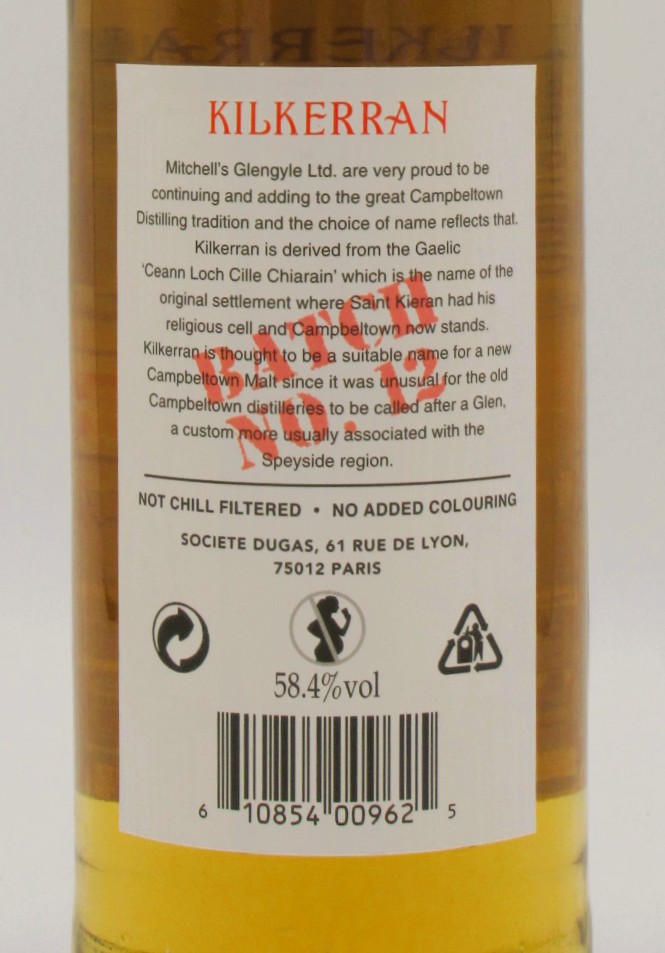 KILKERRAN
Mitchell's Glengyle Ltd. are very proud to be
continuing and adding to the great Campbeltown
Distilling tradition and the choice of name reflects that.
Kilkerran is derived from the Gaelic
'Ceann Loch Cille Chiarain' which is the name of the
original settlement where Saint Kieran had his
religious cell and Campbeltown now stands.
Kilkerran is thought to be a suitable name for a new
Campbeltown Malt since it was unusual for the old
Campbeltown distilleries to be called after a Glen,
a custom more usually associated with the
Speyside region.
BATCH
NO. 12
NOT CHILL FILTERED • NO ADDED COLOURING
SOCIETE DUGAS, 61 RUE DE LYON,
75012 PARIS
58.4%vol
6 10854 00962 5